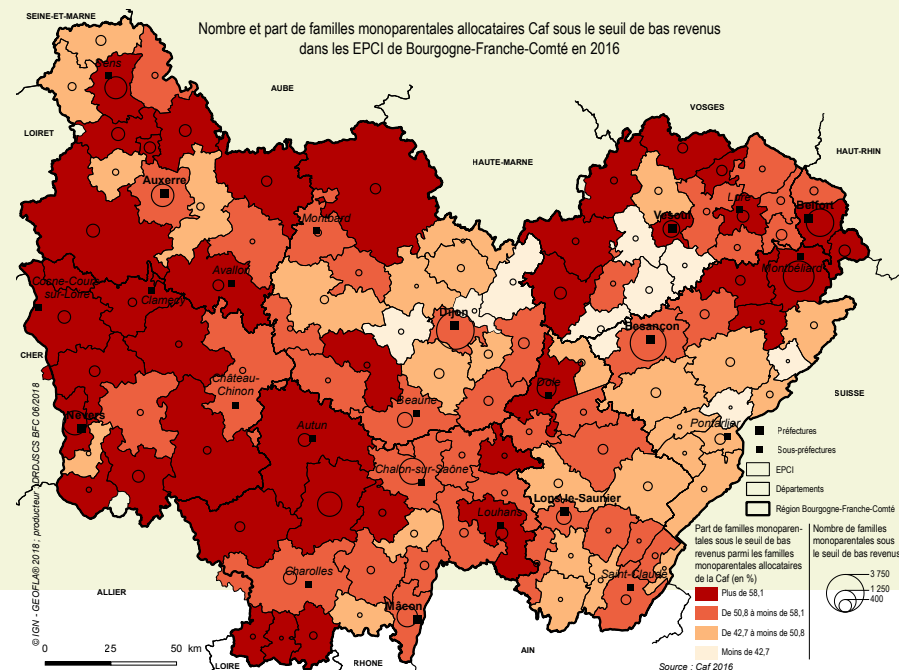 Nombre et part de familles monoparentales allocataires Caf sous le seuil de bas revenus
dans les EPCI de Bourgogne-Franche-Comté en 2016
SEINE-ET-MARNE
AUBE
LOIRET
HAUTE-MARNE
VOSGES
HAUT-RHIN
Sens
Auxerre
Montbard
Vesoul
Lure
Belfort
Montbéliard
Avallon
Cosne-Cours-
sur-Loire
Clamecy
Dijon
Besançon
CHER
Château-
Chinon
Beaune
Dole
SUISSE
Nevers
Autun
Pontarlier
Chalon-sur-Saône
Lons-le-Saunier
Louhans
Charolles
Saint-Claude
Mâcon
ALLIER
LOIRE
RHONE
AIN
Préfectures
Sous-préfectures
EPCI
Départements
Région Bourgogne-Franche-Comté
Part de familles monoparen-
tales sous le seuil de bas
revenus parmi les familles
monoparentales allocataires
de la Caf (en %)
Plus de 58,1
De 50,8 à moins de 58,1
De 42,7 à moins de 50,8
Moins de 42,7
Nombre de familles
monoparentales sous
le seuil de bas revenus
3 750
1 250
400
Source : Caf 2016
0 25 50 km
© IGN - GEOFLA® 2018 ; producteur : DRDJSCS BFC 06/2018